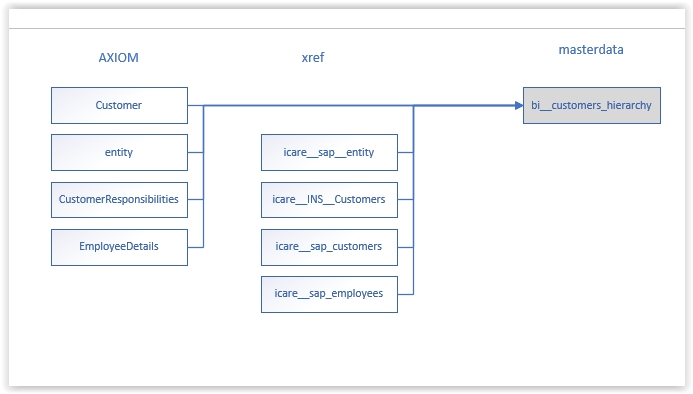 AXIOM
xref
masterdata
Customer
bi__customers_hierarchy
entity
icare__sap__entity
CustomerResponsibilities
icare__INS__Customers
EmployeeDetails
icare__sap_customers
icare__sap_employees